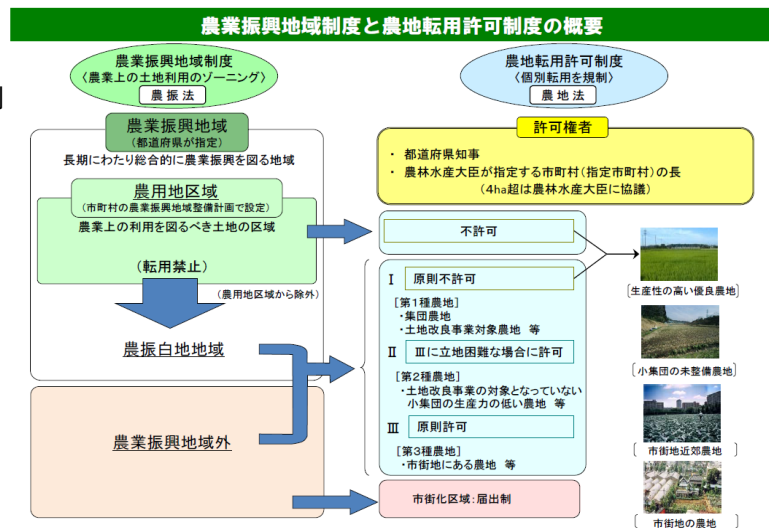 農業振興地域制度と農地転用許可制度の概要
農業振興地域制度
〈農業上の土地利用のゾーニング〉
農振法
農業振興地域
(都道府県が指定)
長期にわたり総合的に農業振興を図る地域
農用地区域
(市町村の農業振興地域整備計画で設定)
農業上の利用を図るべき土地の区域
(転用禁止)
(農用地区域から除外)
農振白地地域
農業振興地域外
農地転用許可制度
〈個別転用を規制〉
農地法
許可権者
・ 都道府県知事
・ 農林水産大臣が指定する市町村(指定市町村)の長
(4ha超は農林水産大臣に協議)
不許可
Ⅰ 原則不許可
[第1種農地]
・集団農地
・土地改良事業対象農地 等
Ⅱ Ⅲに立地困難な場合に許可
[第2種農地]
・土地改良事業の対象となっていない
小集団の生産力の低い農地 等
Ⅲ 原則許可
[第3種農地]
・市街地にある農地 等
市街化区域:届出制
[生産性の高い優良農地]
[小集団の未整備農地]
[市街地近郊農地]
[市街地の農地]